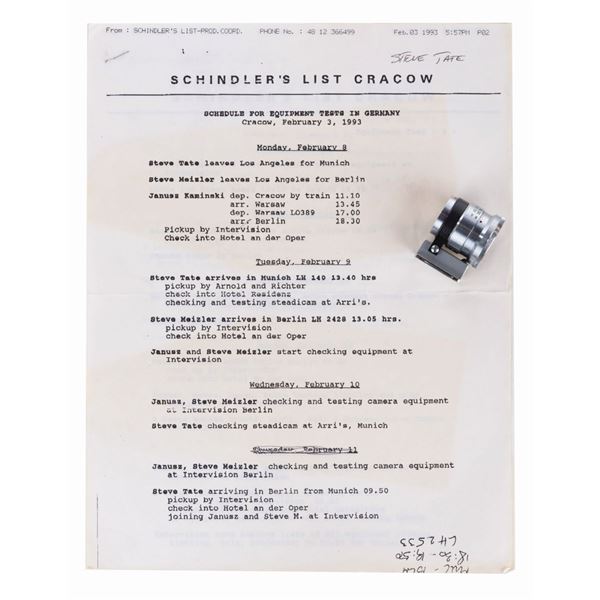 From : SCHINDLER'S LIST-PROD.COORD. PHONE No. : 48 12 366499 Feb.03 1993 5:57PM P02
STEVE TATE
SCHINDLER'S LIST CRACOW
SCHEDULE FOR EQUIPMENT TESTS IN GERMANY
Cracow, February 3, 1993
Monday, February 8
Steve Tate leaves Los Angeles for Munich
Steve Meizler leaves Los Angeles for Berlin
Janusz Kaminski dep. Cracow by train 11.10
arr. Warsaw 13.45
dep. Warsaw LO389 17.00
arr. Berlin 18.30
Pickup by Intervision
Check into Hotel an der Oper
Tuesday, February 9
Steve Tate arrives in Munich LH 140 13.40 hrs
pickup by Arnold and Richter
check into Hotel Residenz
checking and testing steadicam at Arri's.
Steve Meizler arrives in Berlin LH 2428 13.05 hrs.
pickup by Intervision
check into Hotel an der Oper
Janusz and Steve Meizler start checking equipment at
Intervision
Wednesday, February 10
Janusz, Steve Meizler checking and testing camera equipment
at Intervision Berlin
Steve Tate checking steadicam at Arri's, Munich
Thursday February 11
Janusz, Steve Meizler checking and testing camera equipment
at Intervision Berlin
Steve Tate arriving in Berlin from Munich 09.50
pickup by Intervision
check into Hotel an der Oper
joining Janusz and Steve M. at Intervision
LH 2533